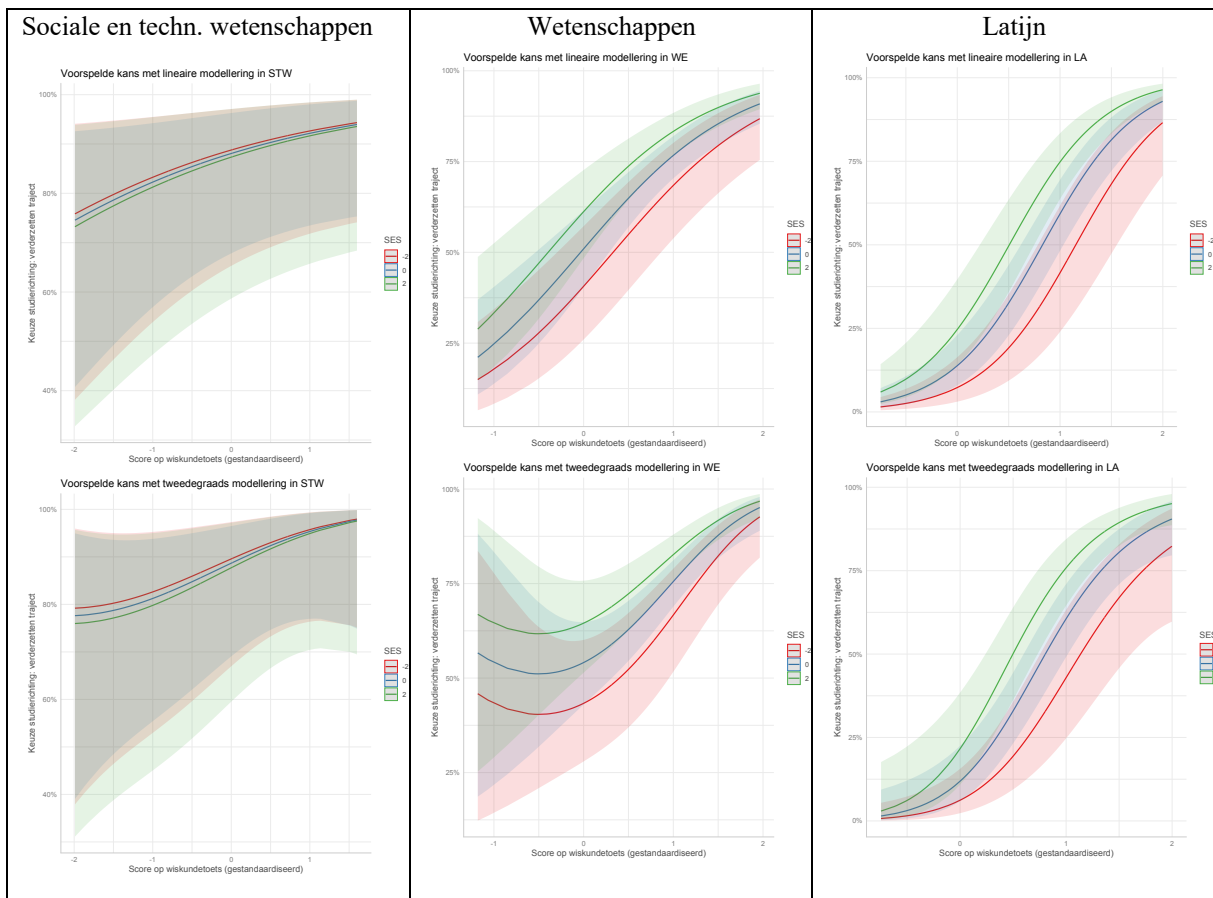 Sociale en techn. wetenschappen
Voorspelde kans met lineaire modellering in STW
100%
80%
60%
40%
Keuze studierichting: verderzetten traject
-2
-1
0
1
Score op wiskundetoets (gestandaardiseerd)
SES
-2
0
2
Voorspelde kans met tweedegraads modellering in STW
100%
80%
60%
40%
Keuze studierichting: verderzetten traject
-2
-1
0
1
Score op wiskundetoets (gestandaardiseerd)
SES
-2
0
2
Wetenschappen
Voorspelde kans met lineaire modellering in WE
100%
75%
50%
25%
Keuze studierichting: verderzetten traject
-1
0
1
2
Score op wiskundetoets (gestandaardiseerd)
SES
-2
0
2
Voorspelde kans met tweedegraads modellering in WE
100%
75%
50%
25%
Keuze studierichting: verderzetten traject
-1
0
1
2
Score op wiskundetoets (gestandaardiseerd)
SES
-2
0
2
Latijn
Voorspelde kans met lineaire modellering in LA
100%
75%
50%
25%
0%
Keuze studierichting: verderzetten traject
0
1
2
Score op wiskundetoets (gestandaardiseerd)
SES
-2
0
2
Voorspelde kans met tweedegraads modellering in LA
100%
75%
50%
25%
0%
Keuze studierichting: verderzetten traject
0
1
2
Score op wiskundetoets (gestandaardiseerd)
SES